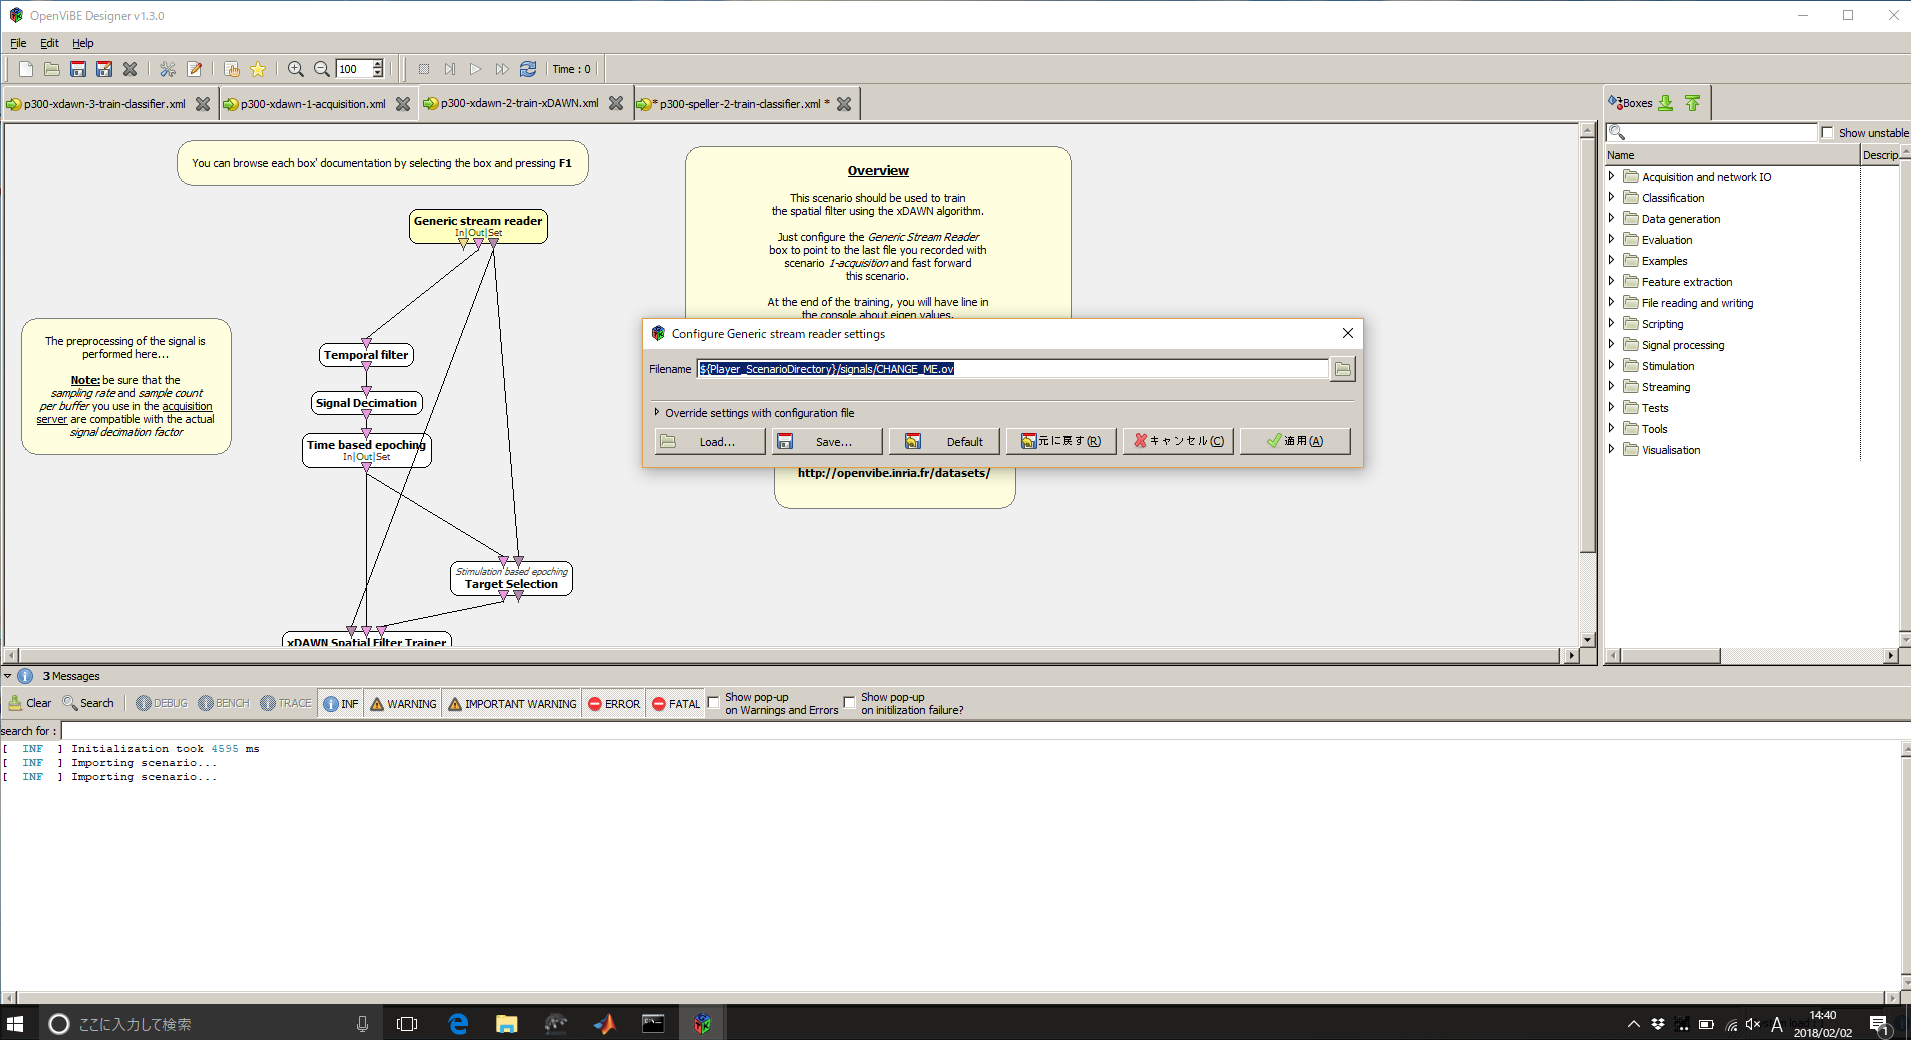 OpenViBE Designer v1.3.0
File Edit Help
100
Time : 0
p300-xdawn-3-train-classifier.xml
p300-xdawn-1-acquisition.xml
p300-xdawn-2-train-xDAWN.xml
* p300-speller-2-train-classifier.xml *
You can browse each box' documentation by selecting the box and pressing F1
Generic stream reader
In|Out|Set
The preprocessing of the signal is
performed here...
Note: be sure that the
sampling rate and sample count
per buffer you use in the acquisition
server are compatible with the actual
signal decimation factor
Temporal filter
Signal Decimation
Time based epoching
In|Out|Set
Stimulation based epoching
Target Selection
xDAWN Spatial Filter Trainer
Overview
This scenario should be used to train
the spatial filter using the xDAWN algorithm.
Just configure the Generic Stream Reader
box to point to the last file you recorded with
scenario 1-acquisition and fast forward
this scenario.
At the end of the training, you will have line in
the console about eigen values.
http://openvibe.inria.fr/datasets/
Configure Generic stream reader settings
Filename ${Player_ScenarioDirectory}/signals/CHANGE_ME.ov
Override settings with configuration file
Load... Save... Default 元に戻す(R) キャンセル(C) 適用(A)
Boxes
Show unstable
Name Descrip
Acquisition and network IO
Classification
Data generation
Evaluation
Examples
Feature extraction
File reading and writing
Scripting
Signal processing
Stimulation
Streaming
Tests
Tools
Visualisation
3 Messages
Clear Search DEBUG BENCH TRACE INF WARNING IMPORTANT WARNING ERROR FATAL
Show pop-up
on Warnings and Errors
Show pop-up
on initilization failure?
search for :
[ INF ] Initialization took 4595 ms
[ INF ] Importing scenario...
[ INF ] Importing scenario...
ここに入力して検索
A
14:40
2018/02/02
1